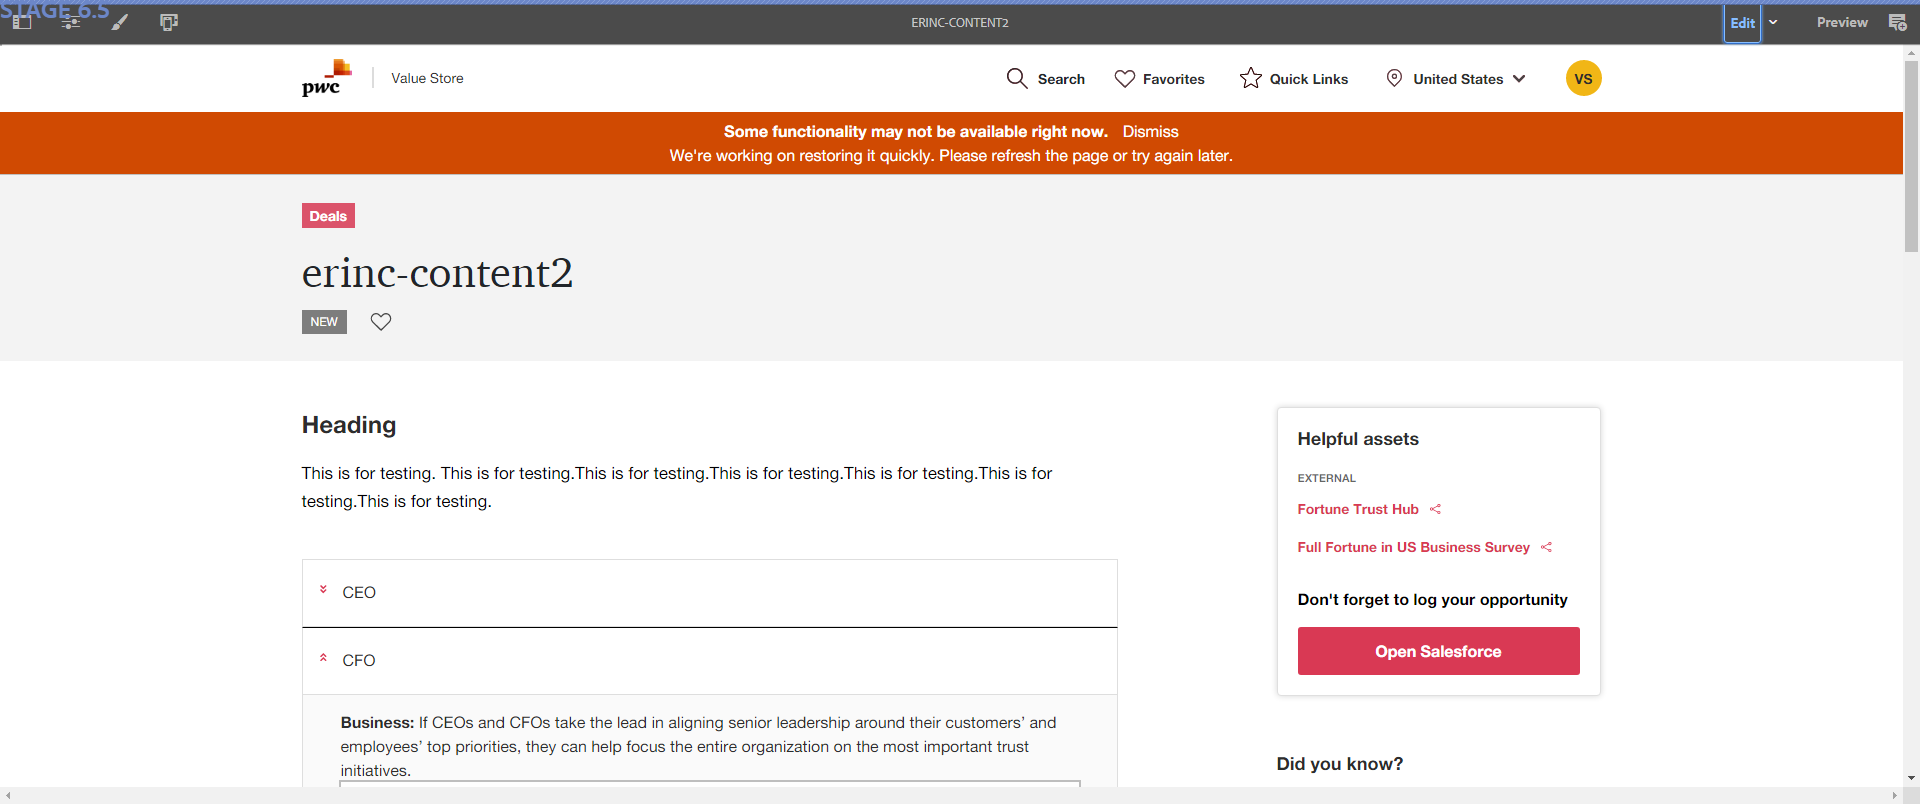 STAGE 6.5
ERINC-CONTENT2
Edit
Preview
pwc
Value Store
Search
Favorites
Quick Links
United States
VS
Some functionality may not be available right now. Dismiss
We're working on restoring it quickly. Please refresh the page or try again later.
Deals
erinc-content2
NEW
Heading
This is for testing. This is for testing.This is for testing.This is for testing.This is for testing.This is for
testing.This is for testing.
CEO
CFO
Business: If CEOs and CFOs take the lead in aligning senior leadership around their customers’ and
employees’ top priorities, they can help focus the entire organization on the most important trust
initiatives.
Helpful assets
EXTERNAL
Fortune Trust Hub
Full Fortune in US Business Survey
Don't forget to log your opportunity
Open Salesforce
Did you know?